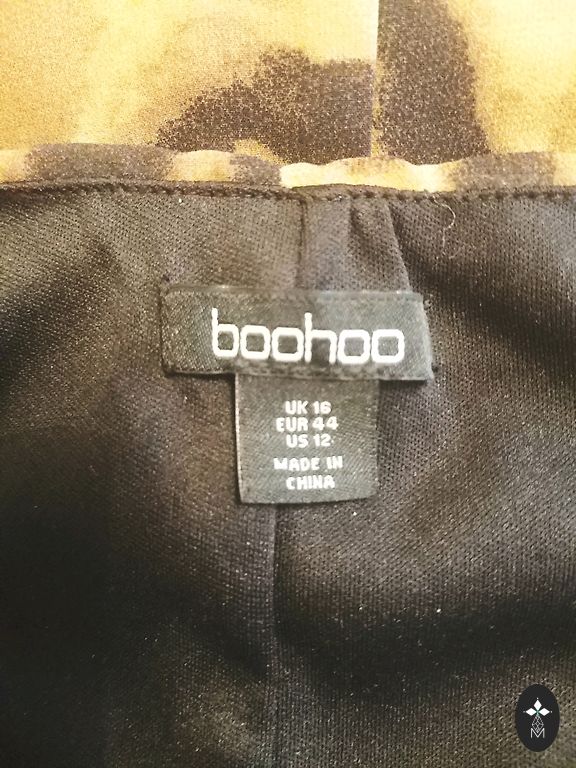 boohoo
UK 16
EUR 44
US 12
MADE IN
CHINA
M